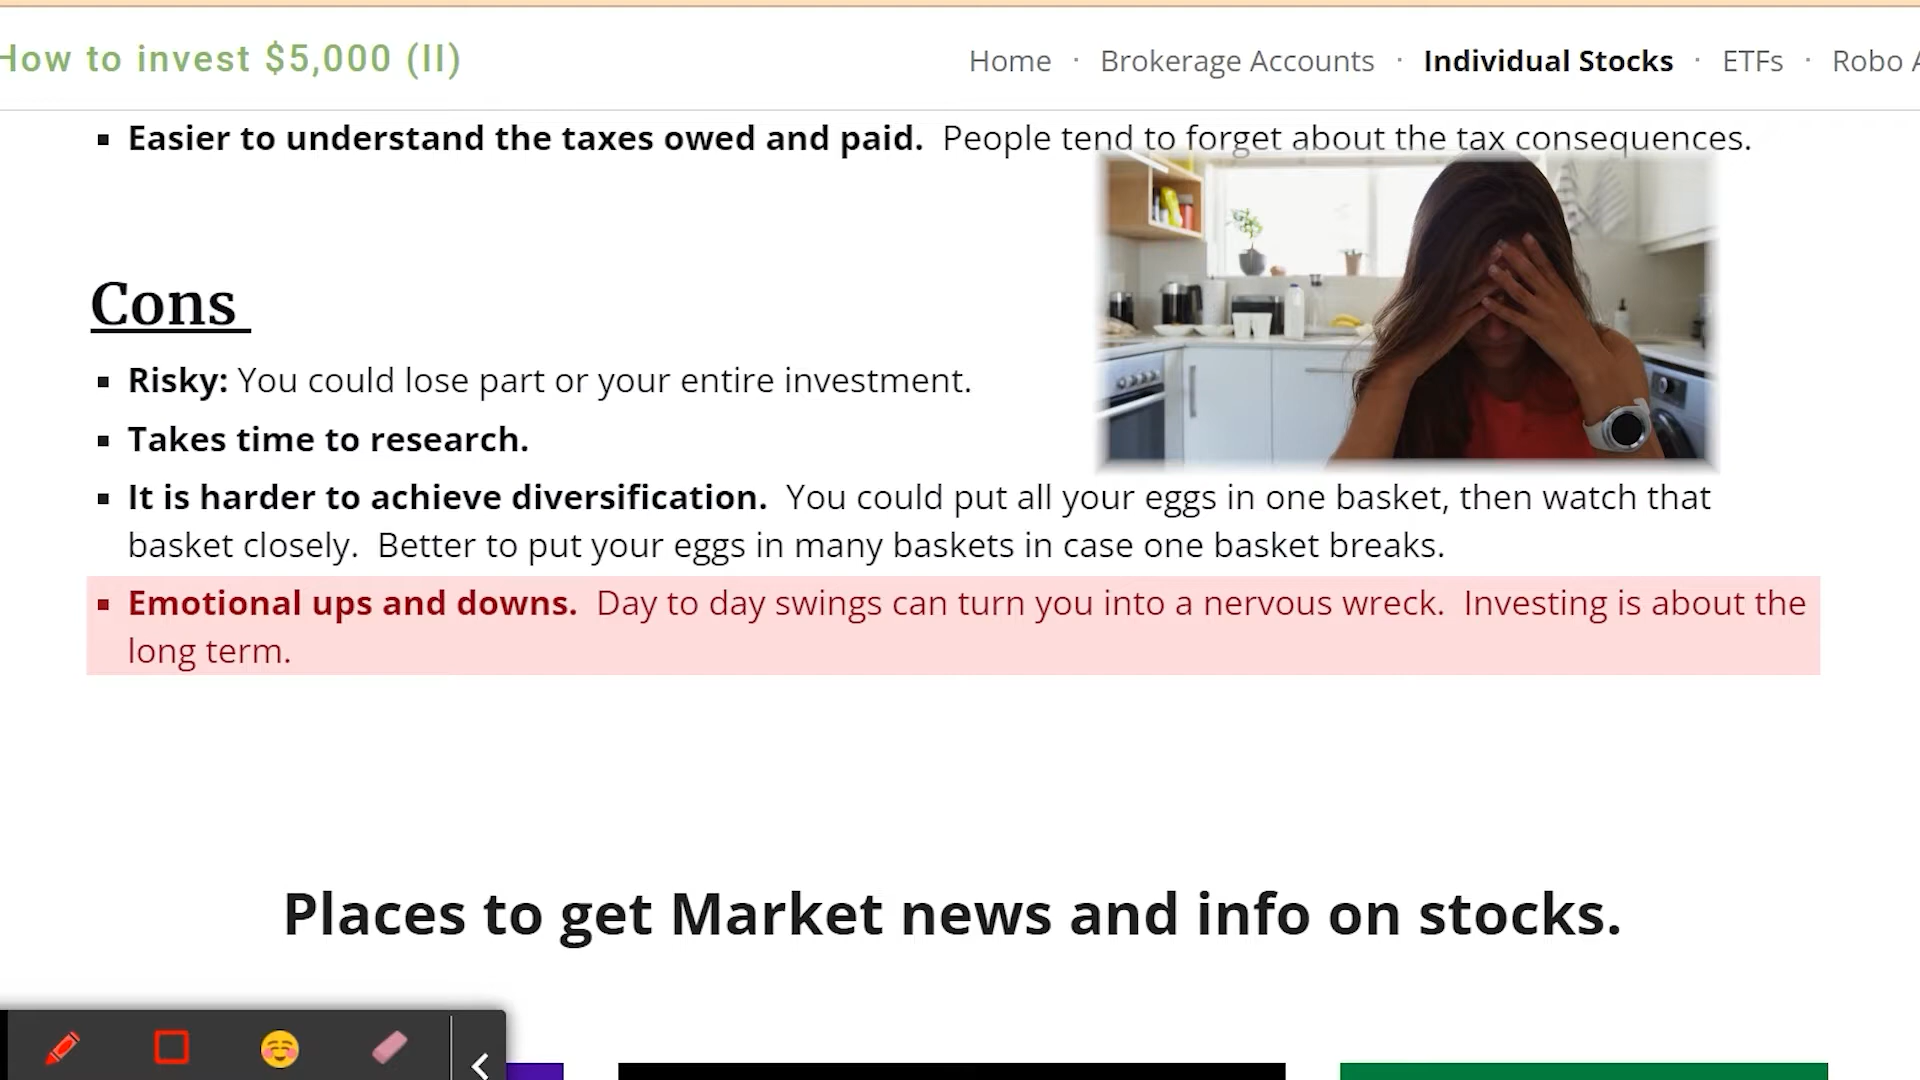 How to invest $5,000 (II)
Home · Brokerage Accounts · Individual Stocks · ETFs · Robo A
▪ Easier to understand the taxes owed and paid. People tend to forget about the tax consequences.
Cons
▪ Risky: You could lose part or your entire investment.
▪ Takes time to research.
▪ It is harder to achieve diversification. You could put all your eggs in one basket, then watch that
basket closely. Better to put your eggs in many baskets in case one basket breaks.
▪ Emotional ups and downs. Day to day swings can turn you into a nervous wreck. Investing is about the
long term.
Places to get Market news and info on stocks.